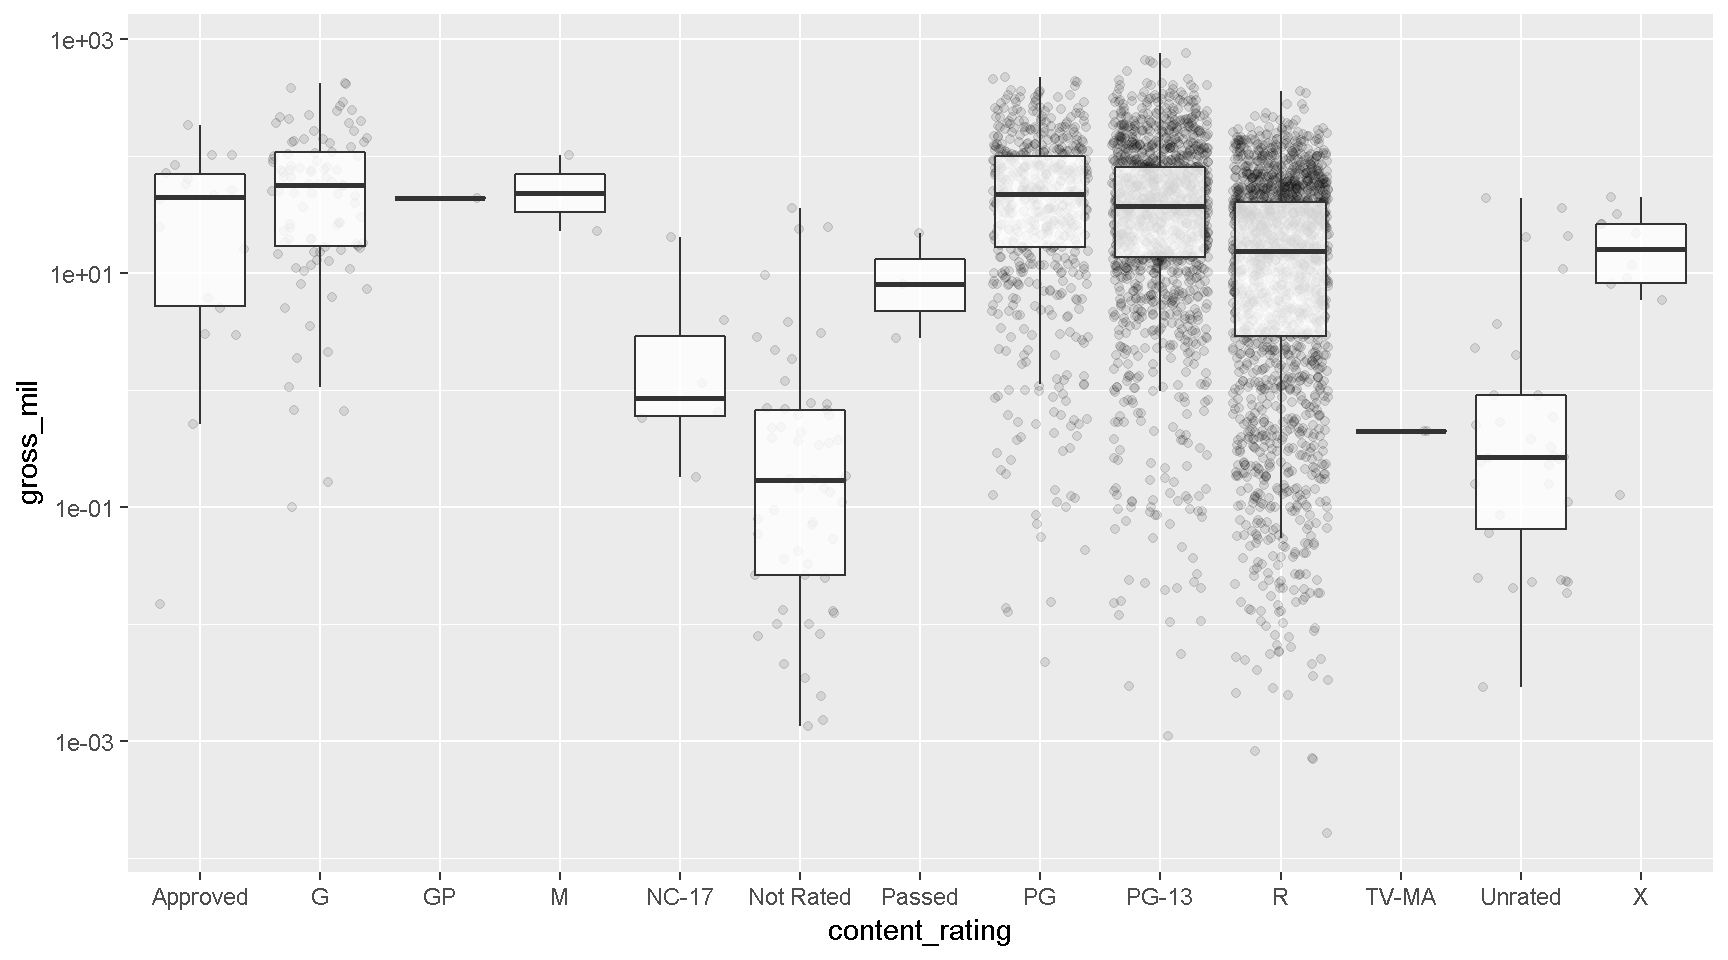 1e+03
1e+01
1e-01
1e-03
gross_mil
Approved G GP M NC-17 Not Rated Passed PG PG-13 R TV-MA Unrated X
content_rating